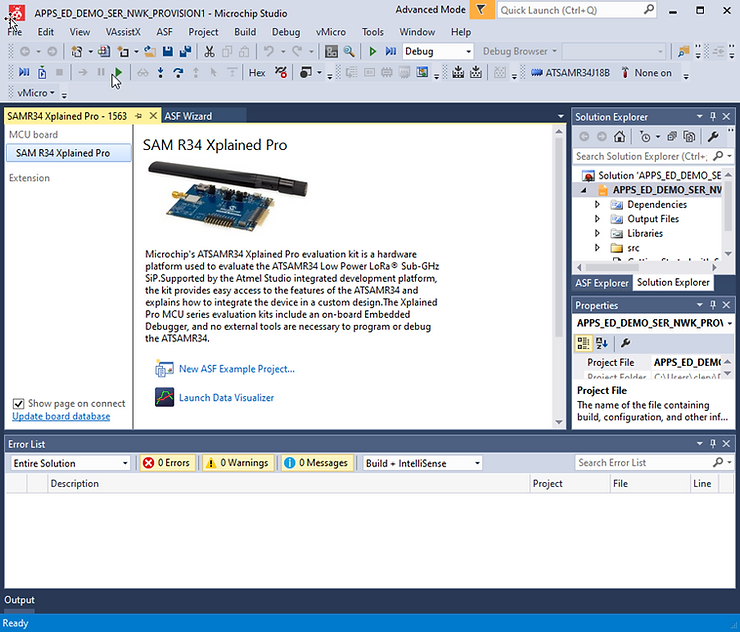 APPS_ED_DEMO_SER_NWK_PROVISION1 - Microchip Studio
Advanced Mode
Quick Launch (Ctrl+Q)
File Edit View VAssistX ASF Project Build Debug vMicro Tools Window Help
Debug
Debug Browser
Hex
ATSAMR34J18B
None on
vMicro
SAMR34 Xplained Pro - 1563
ASF Wizard
MCU board
SAM R34 Xplained Pro
Extension
Show page on connect
Update board database
SAM R34 Xplained Pro
Microchip's ATSAMR34 Xplained Pro evaluation kit is a hardware
platform used to evaluate the ATSAMR34 Low Power LoRa® Sub-GHz
SiP.Supported by the Atmel Studio integrated development platform,
the kit provides easy access to the features of the ATSAMR34 and
explains how to integrate the device in a custom design.The Xplained
Pro MCU series evaluation kits include an on-board Embedded
Debugger, and no external tools are necessary to program or debug
the ATSAMR34.
New ASF Example Project...
Launch Data Visualizer
Solution Explorer
Search Solution Explorer (Ctrl+;
Solution 'APPS_ED_DEMO_SE
APPS_ED_DEMO_SER_NW
Dependencies
Output Files
Libraries
src
ASF Explorer
Solution Explorer
Properties
APPS_ED_DEMO_SER_NWK_PROV
Project File APPS_ED_DEMO
Project Folder
Project File
The name of the file containing
build, configuration, and other inf...
Error List
Entire Solution
0 Errors
0 Warnings
0 Messages
Build + IntelliSense
Search Error List
Description
Project
File
Line
Output
Ready